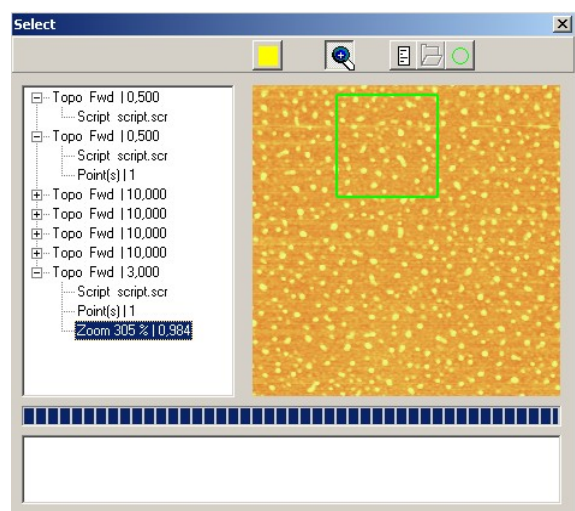 Select
Topo Fwd | 0,500
Script script.scr
Topo Fwd | 0,500
Script script.scr
Point(s) | 1
Topo Fwd | 10,000
Topo Fwd | 10,000
Topo Fwd | 10,000
Topo Fwd | 10,000
Topo Fwd | 3,000
Script script.scr
Point(s) | 1
Zoom 305 % | 0,984